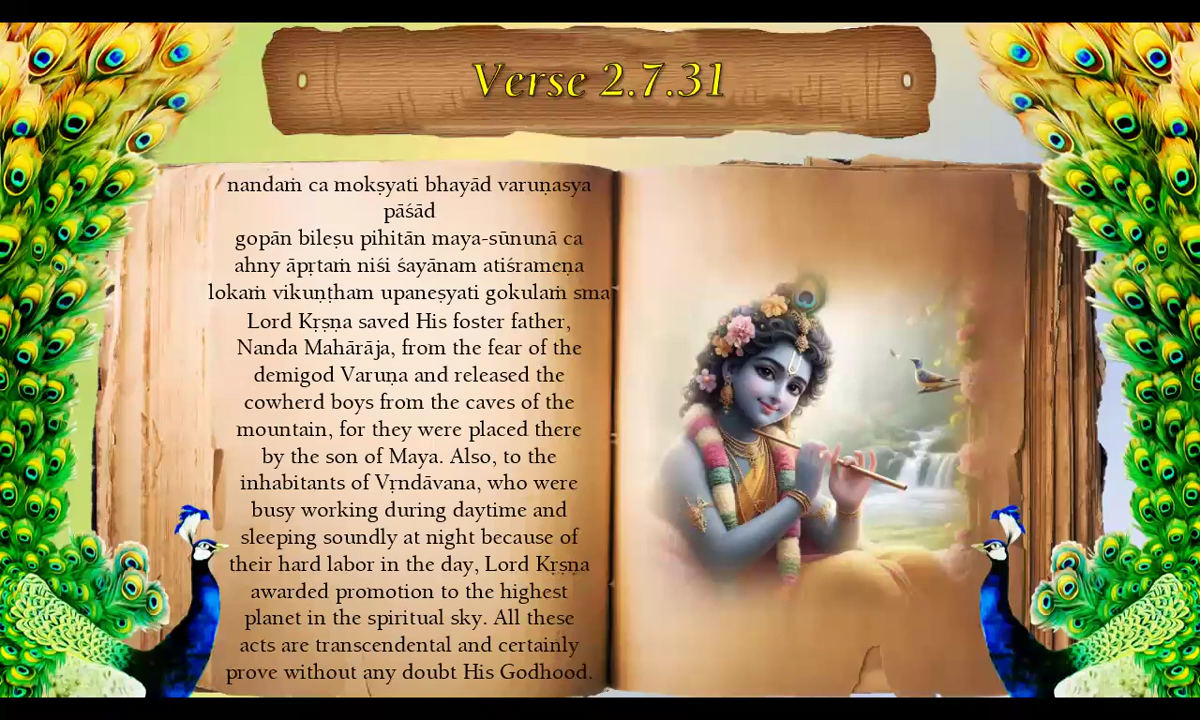 Verse 2.7.31
nandaṁ ca mokṣyati bhayād varuṇasya
pāśād
gopān bileṣu pihitān maya-sūnunā ca
ahny āpṛtaṁ niśi śayānam atiśrameṇa
lokaṁ vikuṇṭham upaneṣyati gokulaṁ sma
Lord Kṛṣṇa saved His foster father,
Nanda Mahārāja, from the fear of the
demigod Varuṇa and released the
cowherd boys from the caves of the
mountain, for they were placed there
by the son of Maya. Also, to the
inhabitants of Vṛndāvana, who were
busy working during daytime and
sleeping soundly at night because of
their hard labor in the day, Lord Kṛṣṇa
awarded promotion to the highest
planet in the spiritual sky. All these
acts are transcendental and certainly
prove without any doubt His Godhood.